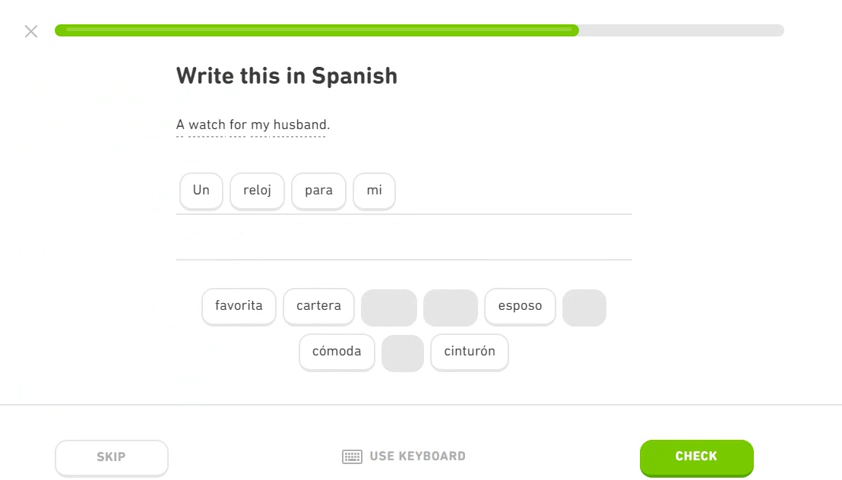 Write this in Spanish
A watch for my husband.
Un reloj para mi
favorita cartera esposo
cómoda cinturón
SKIP USE KEYBOARD CHECK